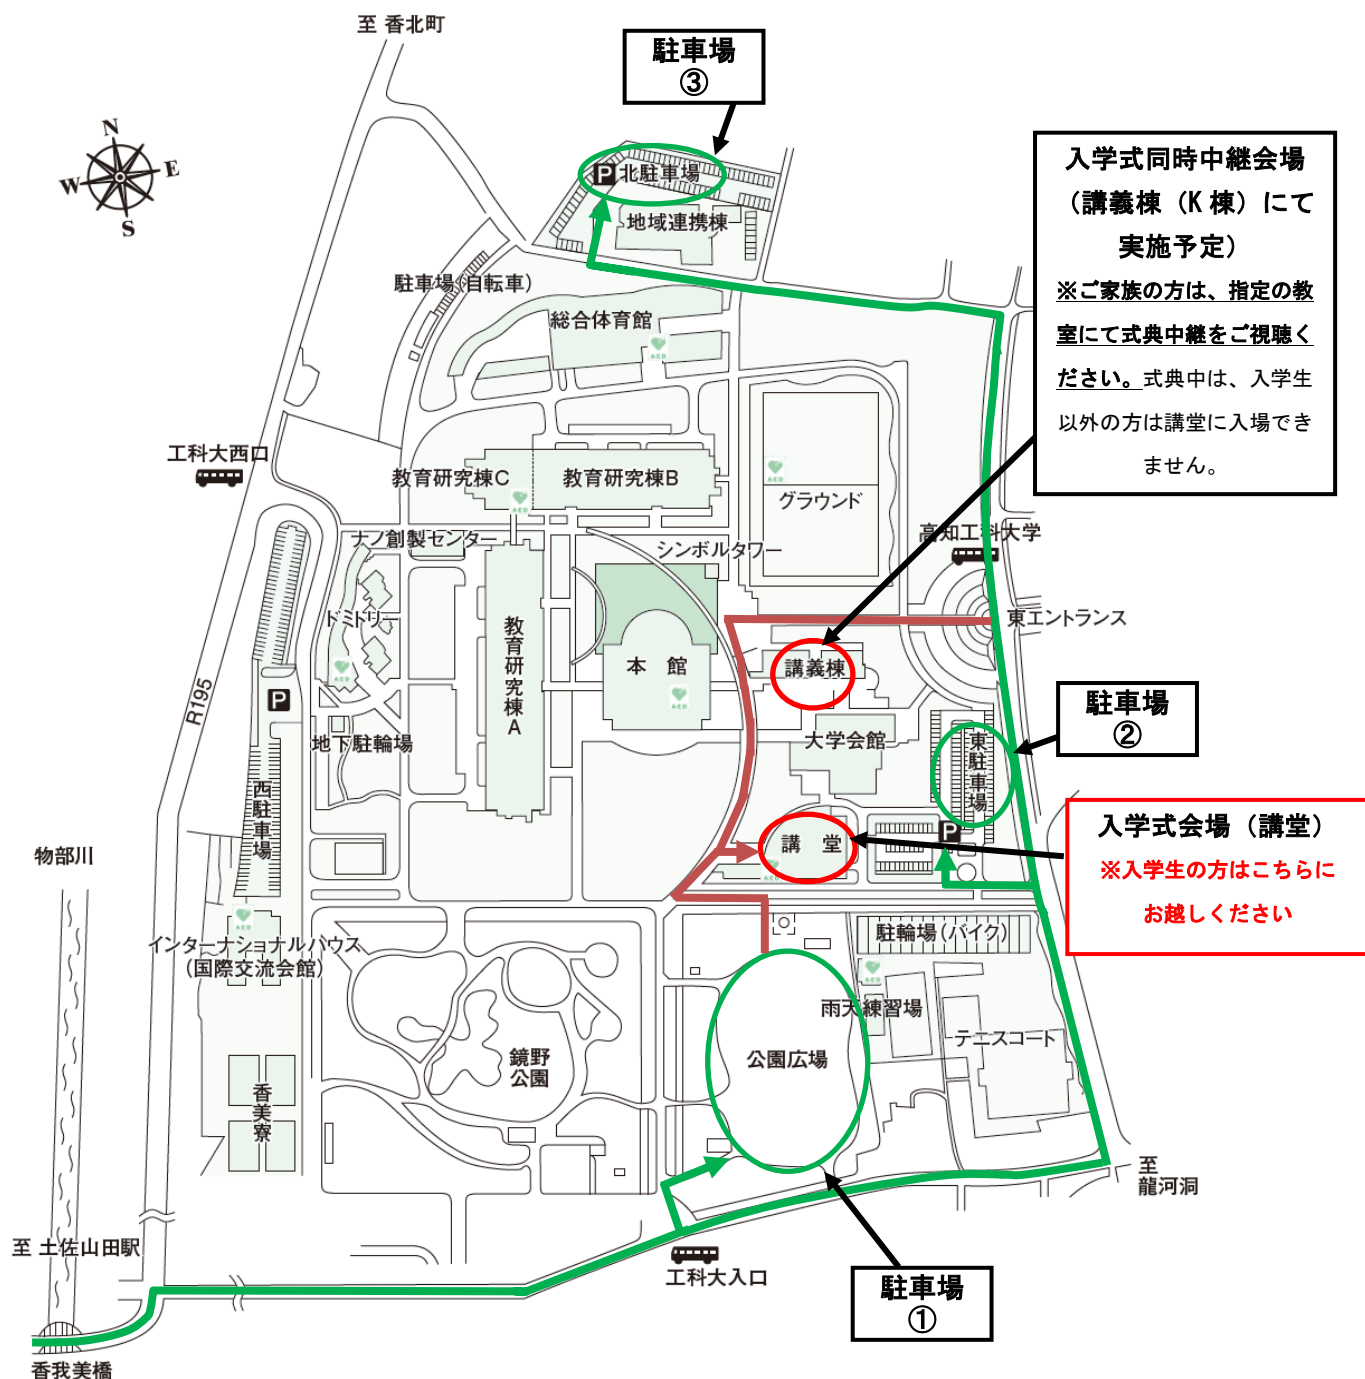 至 香北町
駐車場
③
N
E
W
S
P
北駐車場
地域連携棟
入学式同時中継会場
（講義棟（K 棟）にて
実施予定）
※ご家族の方は、指定の教
室にて式典中継をご視聴く
ださい。式典中は、入学生
以外の方は講堂に入場でき
ません。
駐車場(自転車)
総合体育館
AED
工科大西口
教育研究棟C
教育研究棟B
AED
AED
グラウンド
ナノ創製センター
シンボルタワー
高知工科大学
ドミトリー
AED
東エントランス
教育研究棟A
本 館
AED
講義棟
R195
P
地下駐輪場
大学会館
東駐車場
駐車場
②
西駐車場
P
講 堂
AED
入学式会場（講堂）
※入学生の方はこちらに
お越しください
物部川
AED
インターナショナルハウス
(国際交流会館)
駐輪場(バイク)
AED
雨天練習場
テニスコート
鏡野
公園
公園広場
香美寮
至
龍河洞
至 土佐山田駅
工科大入口
駐車場
①
香我美橋